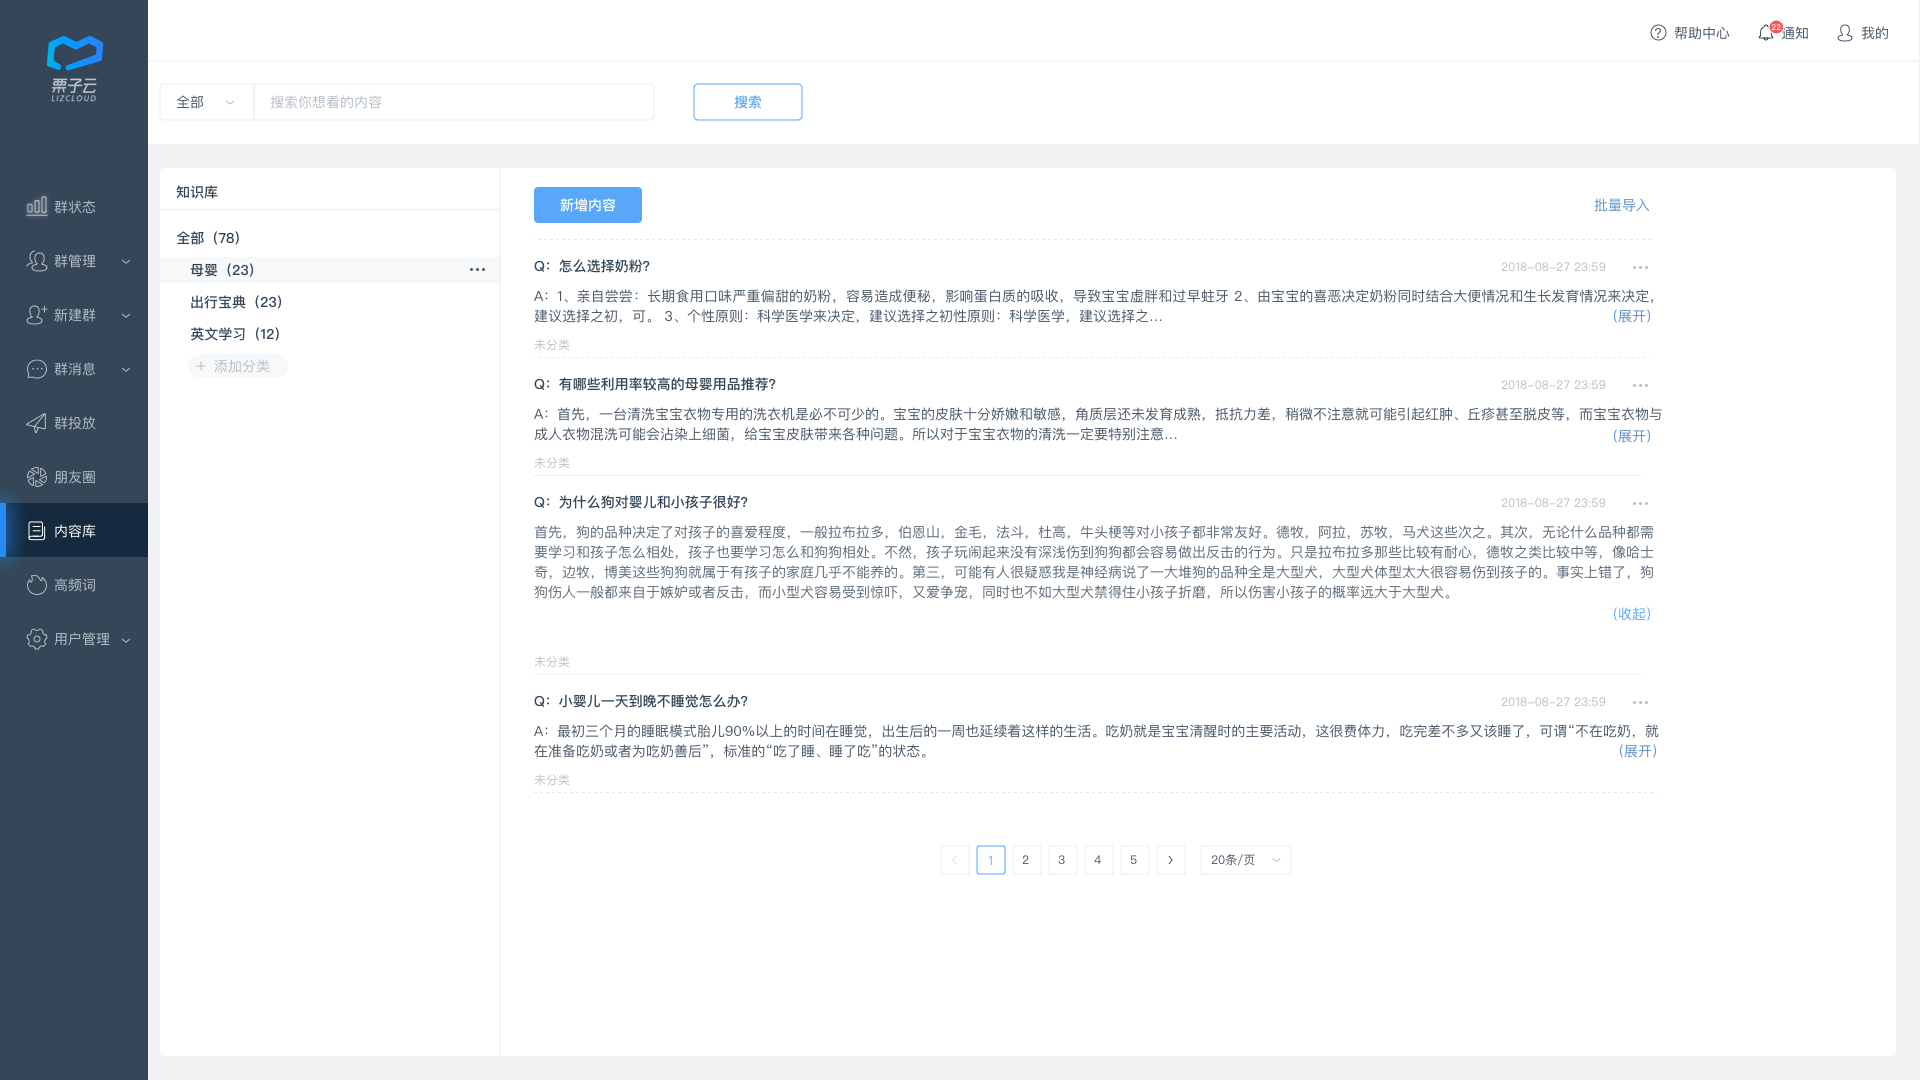 帮助中心
22
通知
我的
栗子云
LIZCLOUD
全部
搜索你想看的内容
搜索
群状态
群管理
新建群
群消息
群投放
朋友圈
内容库
高频词
用户管理
知识库
全部（78）
母婴（23）
出行宝典（23）
英文学习（12）
+ 添加分类
新增内容
批量导入
Q：怎么选择奶粉?
2018-08-27 23:59
A：1、亲自尝尝：长期食用口味严重偏甜的奶粉，容易造成便秘，影响蛋白质的吸收，导致宝宝虚胖和过早蛀牙 2、由宝宝的喜恶决定奶粉同时结合大便情况和生长发育情况来决定，
建议选择之初，可。 3、个性原则：科学医学来决定，建议选择之初性原则：科学医学，建议选择之...
（展开）
未分类
Q：有哪些利用率较高的母婴用品推荐?
2018-08-27 23:59
A：首先，一台清洗宝宝衣物专用的洗衣机是必不可少的。宝宝的皮肤十分娇嫩和敏感，角质层还未发育成熟，抵抗力差，稍微不注意就可能引起红肿、丘疹甚至脱皮等，而宝宝衣物与
成人衣物混洗可能会沾染上细菌，给宝宝皮肤带来各种问题。所以对于宝宝衣物的清洗一定要特别注意...
（展开）
未分类
Q：为什么狗对婴儿和小孩子很好?
2018-08-27 23:59
首先，狗的品种决定了对孩子的喜爱程度，一般拉布拉多，伯恩山，金毛，法斗，杜高，牛头梗等对小孩子都非常友好。德牧，阿拉，苏牧，马犬这些次之。其次，无论什么品种都需
要学习和孩子怎么相处，孩子也要学习怎么和狗狗相处。不然，孩子玩闹起来没有深浅伤到狗狗都会容易做出反击的行为。只是拉布拉多那些比较有耐心，德牧之类比较中等，像哈士
奇，边牧，博美这些狗狗就属于有孩子的家庭几乎不能养的。第三，可能有人很疑惑我是神经病说了一大堆狗的品种全是大型犬，大型犬体型太大很容易伤到孩子的。事实上错了，狗
狗伤人一般都来自于嫉妒或者反击，而小型犬容易受到惊吓，又爱争宠，同时也不如大型犬禁得住小孩子折磨，所以伤害小孩子的概率远大于大型犬。
（收起）
未分类
Q：小婴儿一天到晚不睡觉怎么办?
2018-08-27 23:59
A：最初三个月的睡眠模式胎儿90%以上的时间在睡觉，出生后的一周也延续着这样的生活。吃奶就是宝宝清醒时的主要活动，这很费体力，吃完差不多又该睡了，可谓“不在吃奶，就
在准备吃奶或者为吃奶善后”，标准的“吃了睡、睡了吃”的状态。
（展开）
未分类
1
2
3
4
5
20条/页